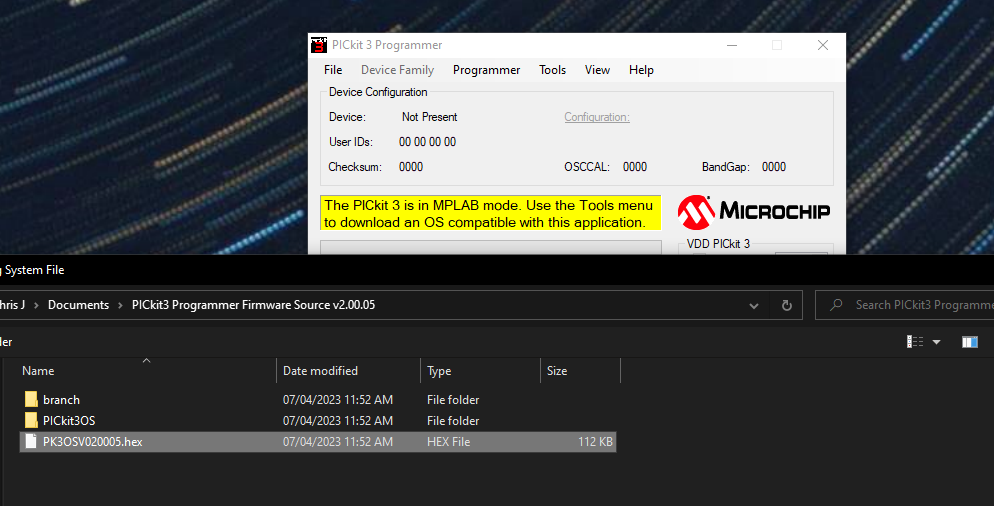 PICkit 3 Programmer
File Device Family Programmer Tools View Help
Device Configuration
Device: Not Present Configuration:
User IDs: 00 00 00 00
Checksum: 0000 OSCCAL: 0000 BandGap: 0000
The PICkit 3 is in MPLAB mode. Use the Tools menu
to download an OS compatible with this application.
MICROCHIP
VDD PICkit 3
g System File
hris J > Documents > PICkit3 Programmer Firmware Source v2.00.05
Search PICkit3 Programme
ler
Name Date modified Type Size
branch 07/04/2023 11:52 AM File folder
PICkit3OS 07/04/2023 11:52 AM File folder
PK3OSV020005.hex 07/04/2023 11:52 AM HEX File 112 KB